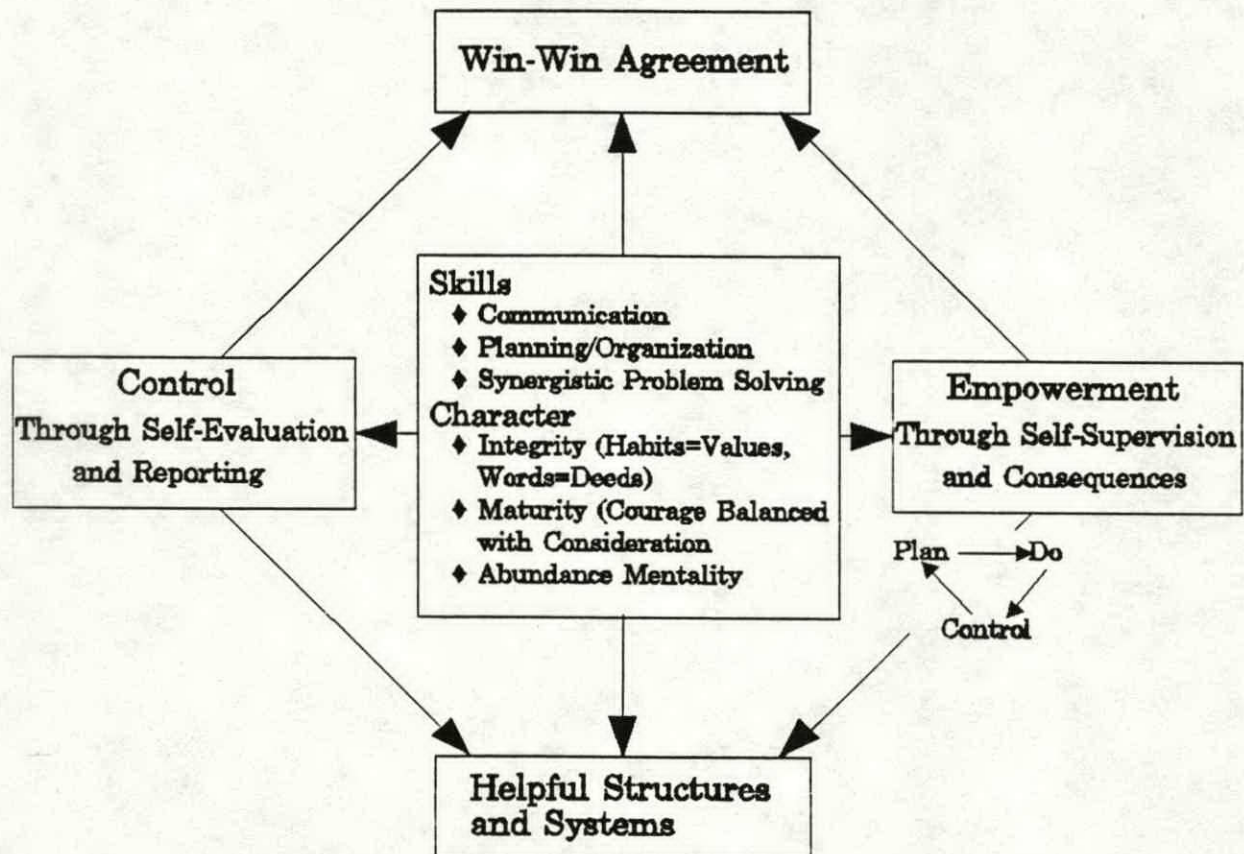 Win-Win Agreement
Skills
♦ Communication
♦ Planning/Organization
♦ Synergistic Problem Solving
Character
♦ Integrity (Habits=Values,
Words=Deeds)
♦ Maturity (Courage Balanced
with Consideration
♦ Abundance Mentality
Control
Through Self-Evaluation
and Reporting
Empowerment
Through Self-Supervision
and Consequences
Plan
Do
Control
Helpful Structures
and Systems